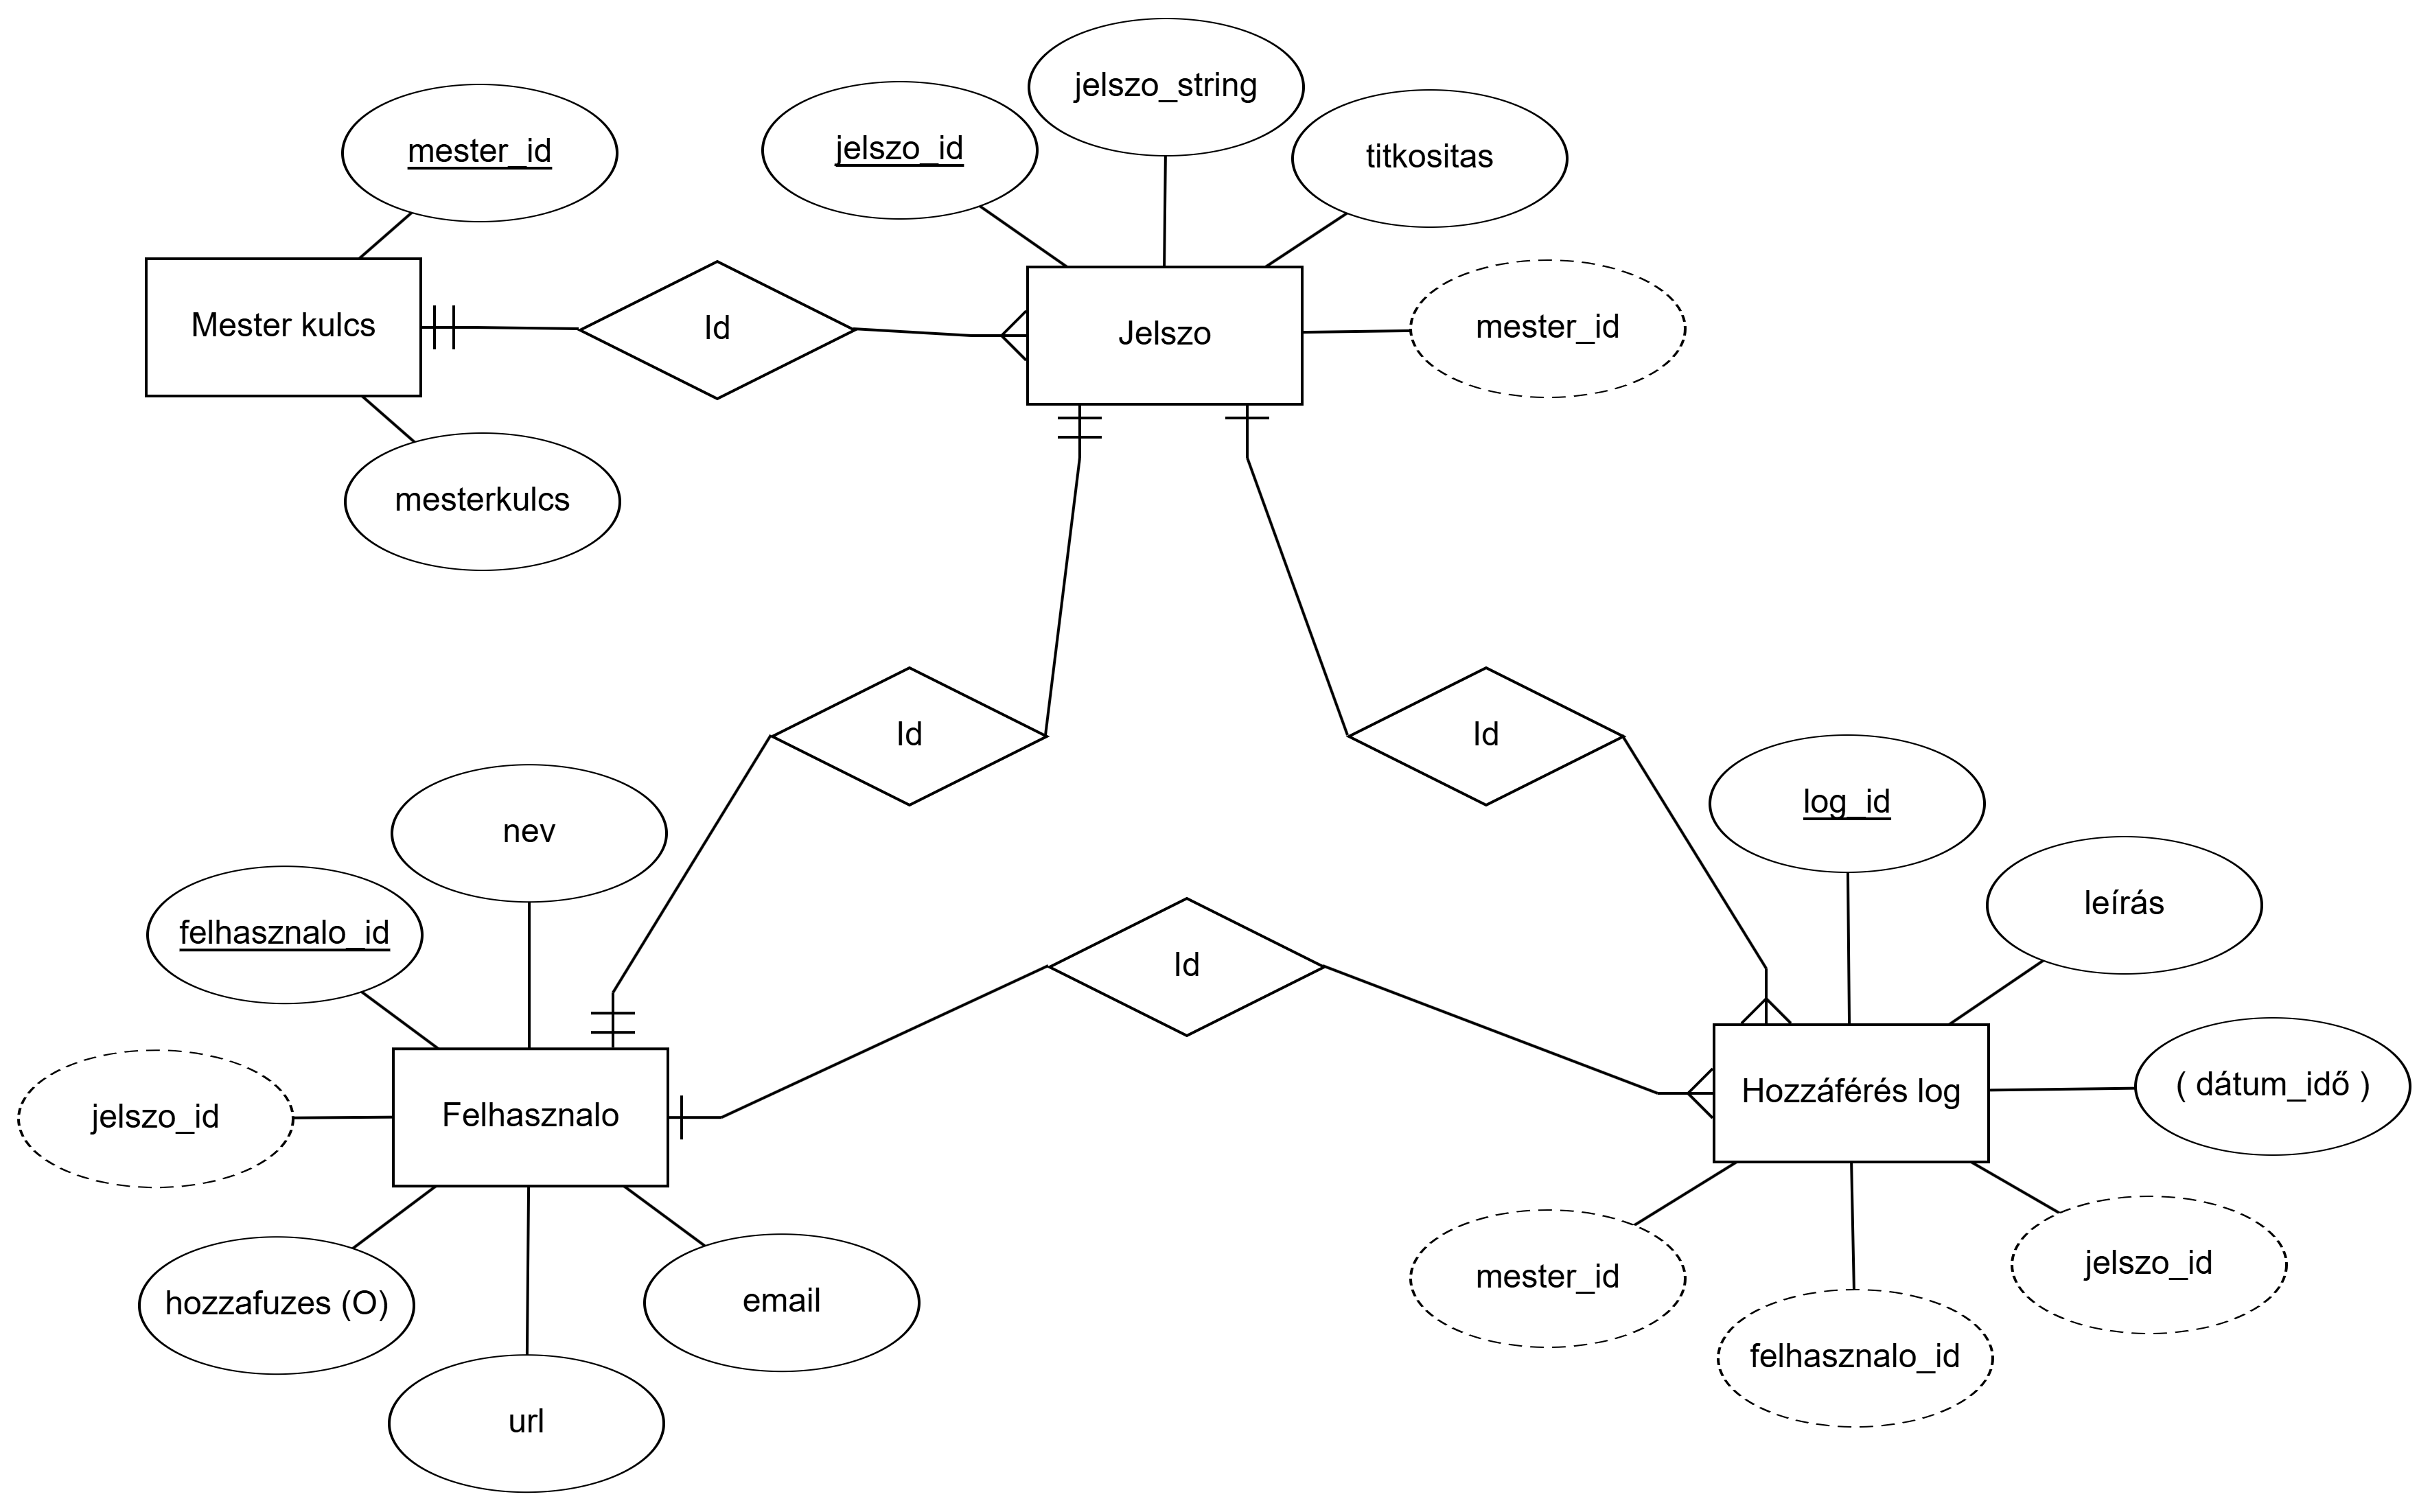 jelszo_string
mester_id
jelszo_id
titkositas
Mester kulcs
Id
Jelszo
mester_id
mesterkulcs
Id
Id
log_id
nev
leírás
felhasznalo_id
Id
jelszo_id
Felhasznalo
Hozzáférés log
( dátum_idő )
hozzafuzes (O)
email
mester_id
jelszo_id
felhasznalo_id
url